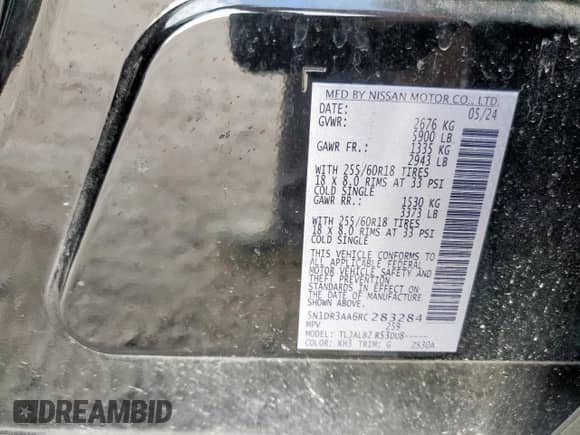 MFD BY NISSAN MOTOR CO., LTD.
DATE: 05/24
GVWR: 2676 KG
5900 LB
GAWR FR.: 1335 KG
2943 LB
WITH 255/60R18 TIRES
18 X 8.0 RIMS AT 33 PSI
COLD SINGLE
GAWR RR.: 1530 KG
3373 LB
WITH 255/60R18 TIRES
18 X 8.0 RIMS AT 33 PSI
COLD SINGLE
THIS VEHICLE CONFORMS TO
ALL APPLICABLE FEDERAL
MOTOR VEHICLE SAFETY AND
THEFT PREVENTION
STANDARDS IN EFFECT ON
THE DATE OF MANUFACTURE
SHOWN ABOVE.
5N1DR3AA6RC283284
MPV 259
MODEL: TLJALBZ R53DU8-----
COLOR: KH3 TRIM: G 2530A
DREAMBID